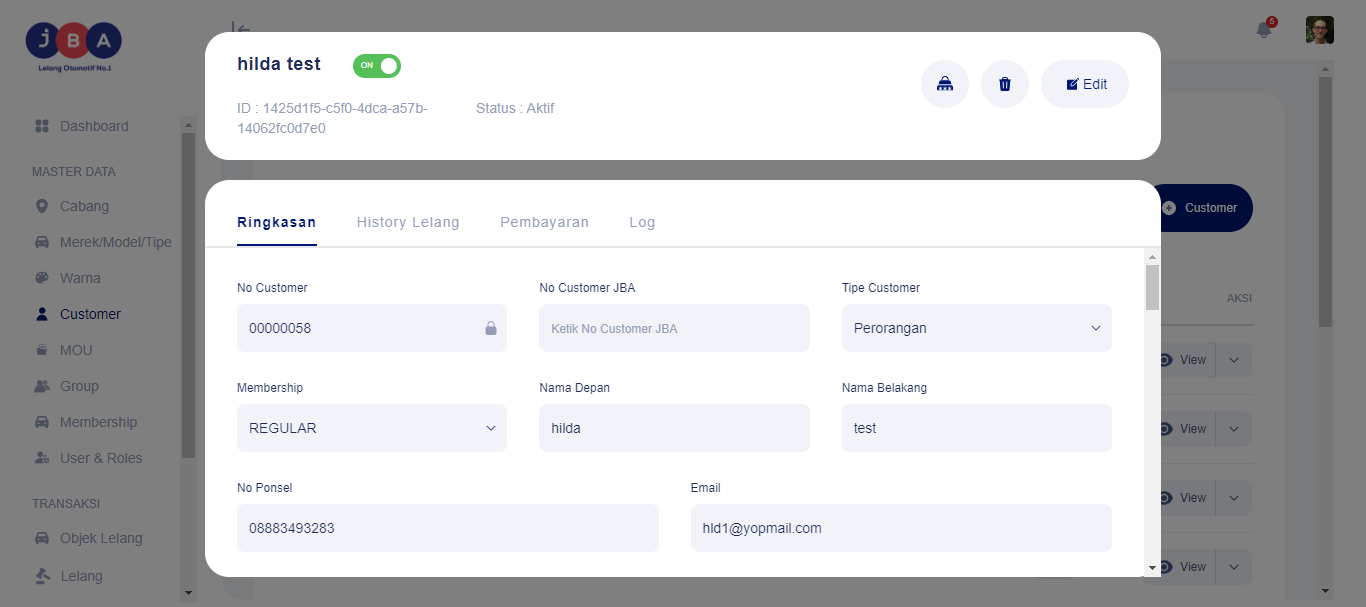 JBA
Lelang Otomotif No.1
6
Dashboard
MASTER DATA
Cabang
Merek/Model/Tipe
Warna
Customer
MOU
Group
Membership
User & Roles
TRANSAKSI
Objek Lelang
Lelang
hilda test
ON
ID : 1425d1f5-c5f0-4dca-a57b-
14062fc0d7e0
Status : Aktif
Edit
Ringkasan
History Lelang
Pembayaran
Log
No Customer
No Customer JBA
Tipe Customer
00000058
Ketik No Customer JBA
Perorangan
Membership
Nama Depan
Nama Belakang
REGULAR
hilda
test
No Ponsel
Email
08883493283
hld1@yopmail.com
Customer
AKSI
View
View
View
View